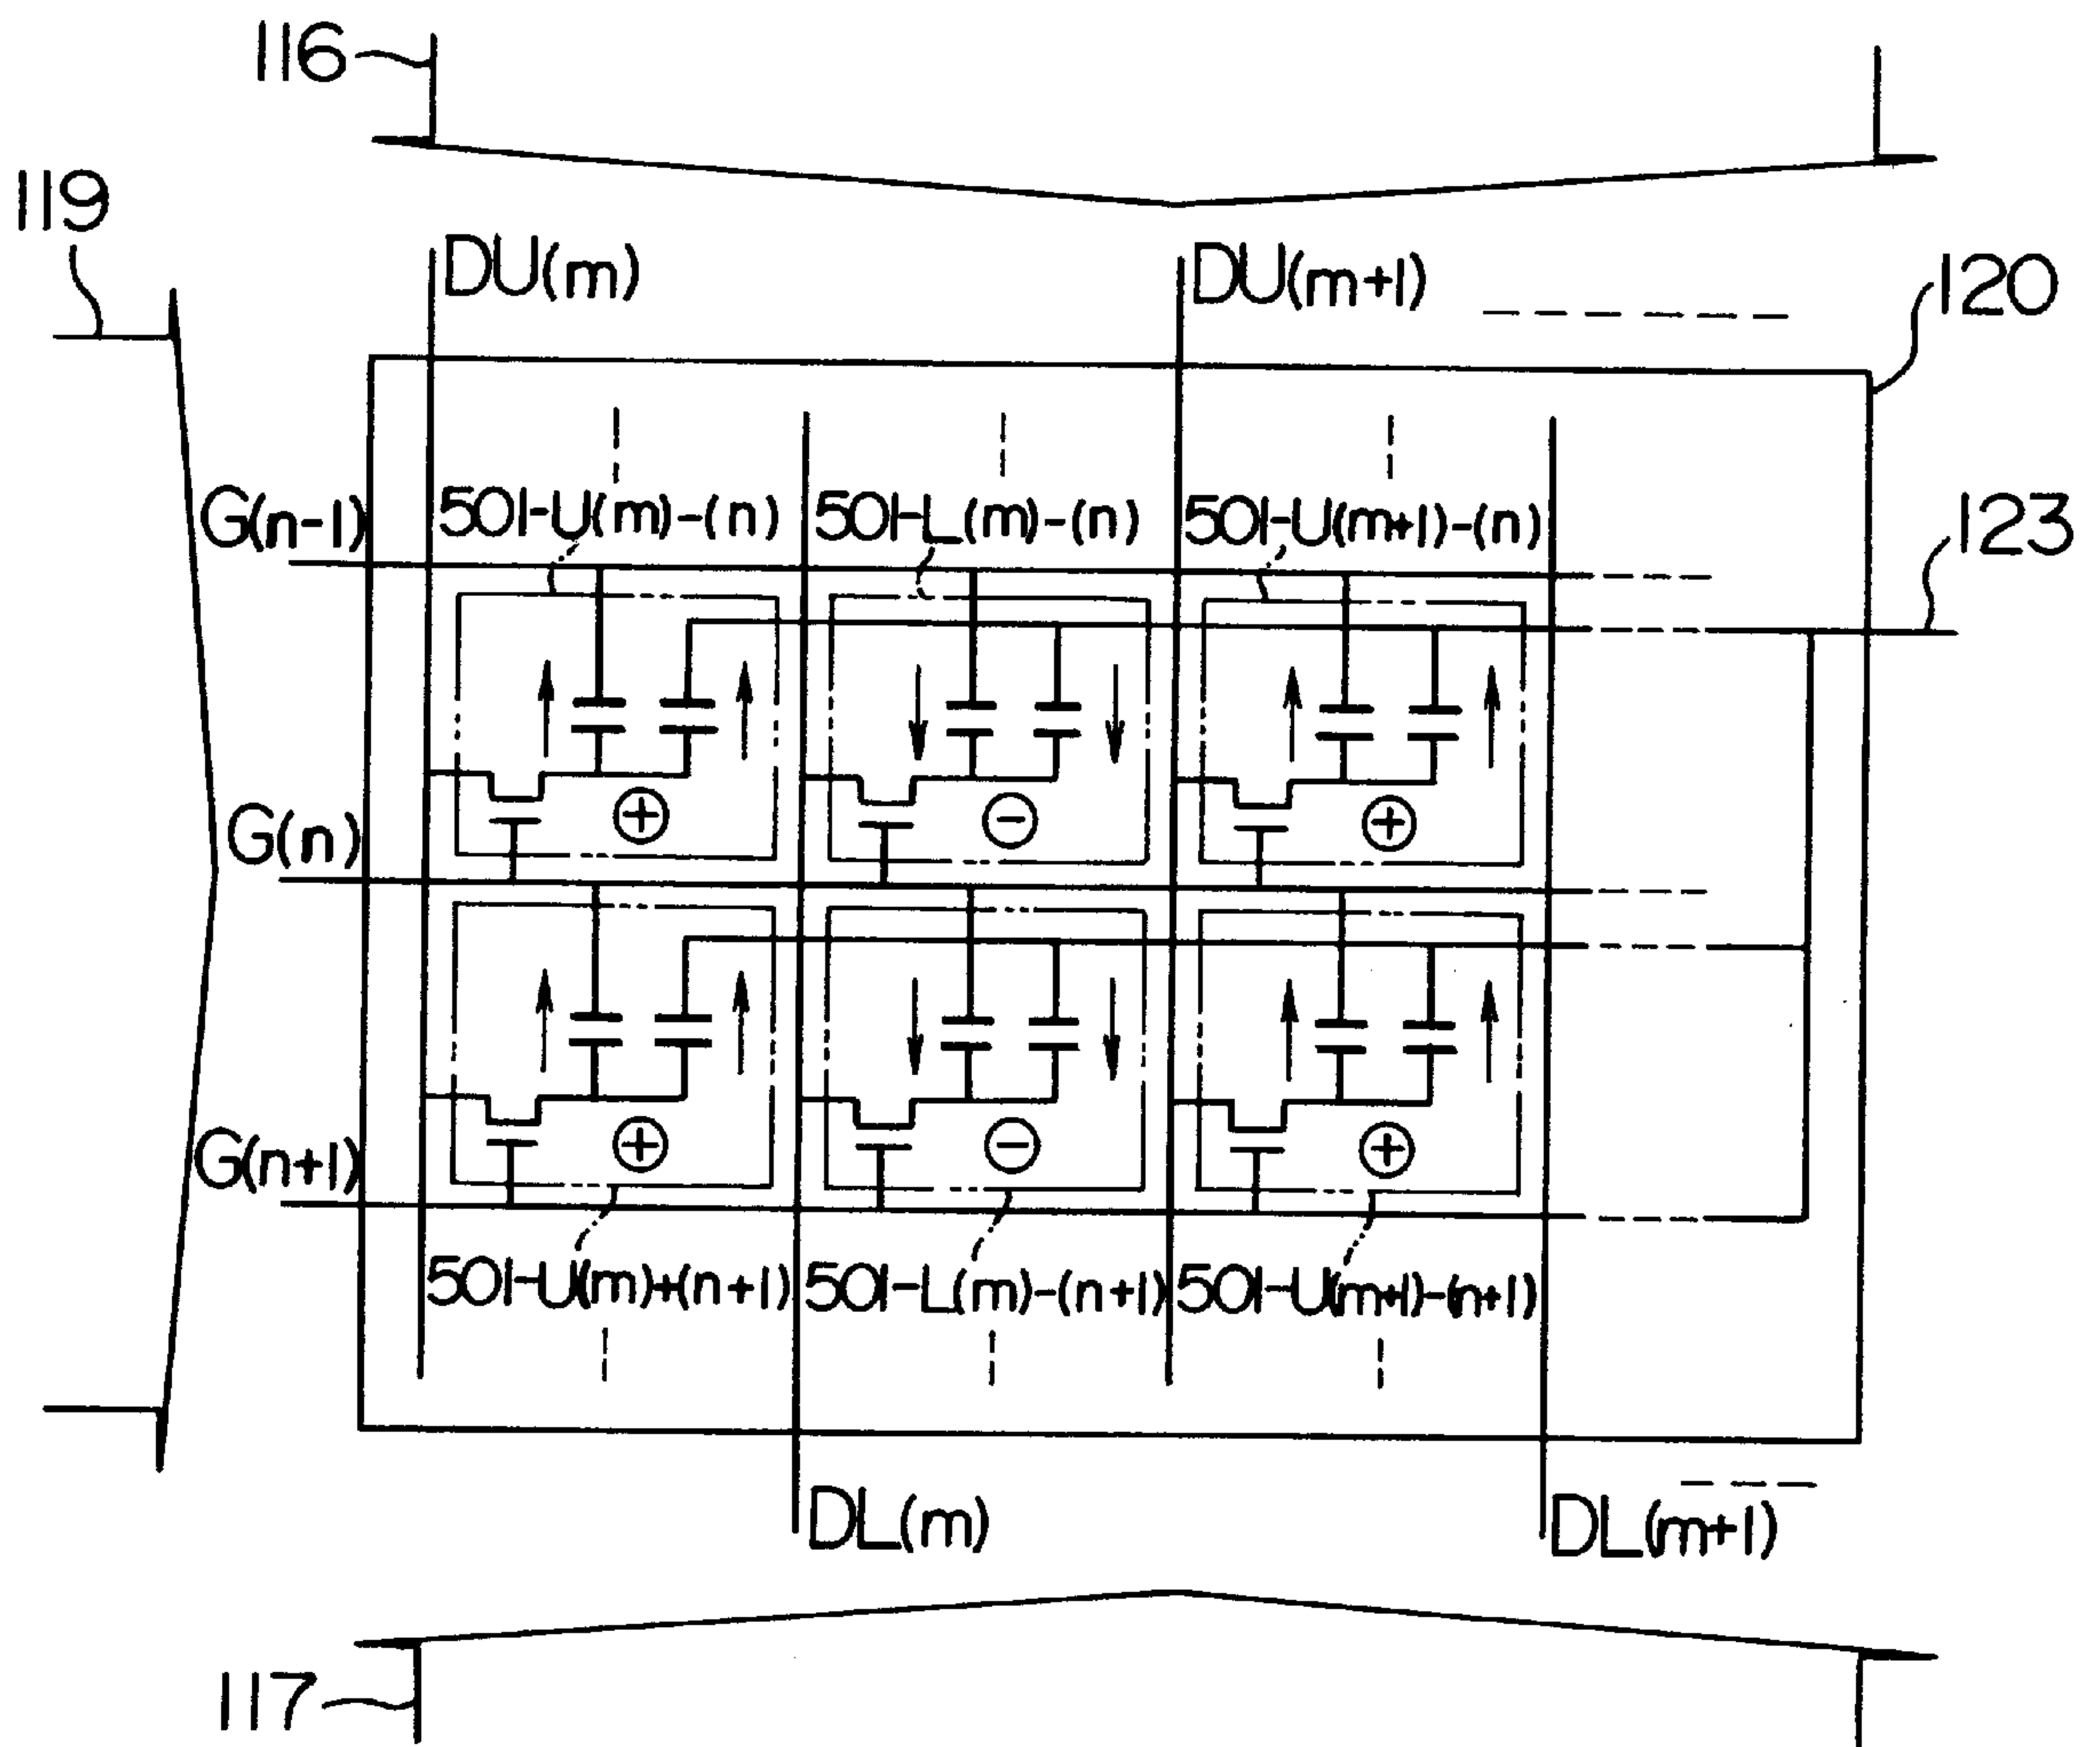 116
119
DU(m)
DU(m+1)
120
G(n-1)
501-U(m)-(n)
501-L(m)-(n)
501-U(m+1)-(n)
123
+
-
+
G(n)
+
-
+
G(n+1)
501-U(m)+(n+1)
501-L(m)-(n+1)
501-U(m+1)-(n+1)
DL(m)
DL(m+1)
117